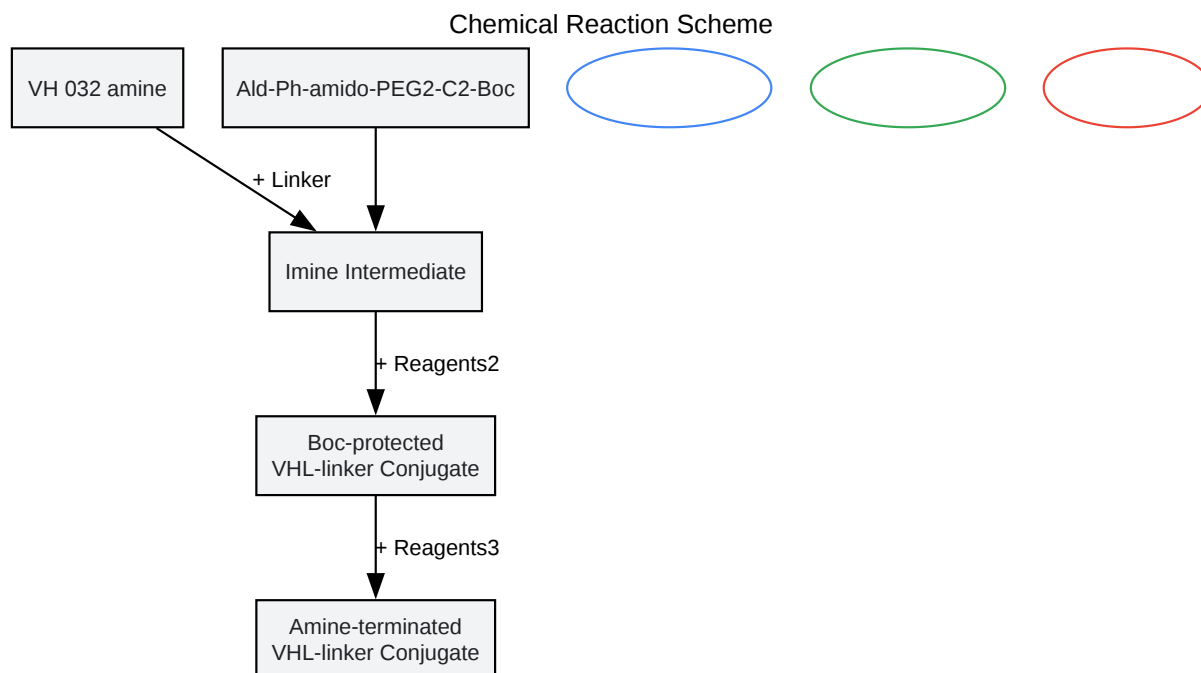 Chemical Reaction Scheme
VH 032 amine
Ald-Ph-amido-PEG2-C2-Boc
+ Linker
Imine Intermediate
+ Reagents2
Boc-protected
VHL-linker Conjugate
+ Reagents3
Amine-terminated
VHL-linker Conjugate